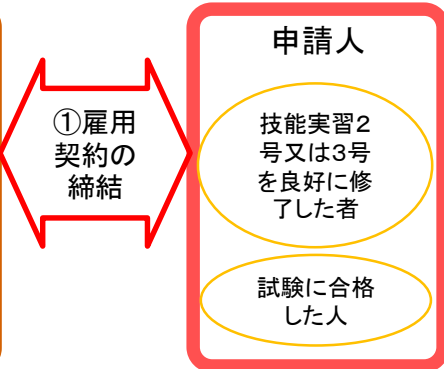 ①雇用
契約の
締結
申請人
技能実習２
号又は３号
を良好に修
了した者
試験に合格
した人